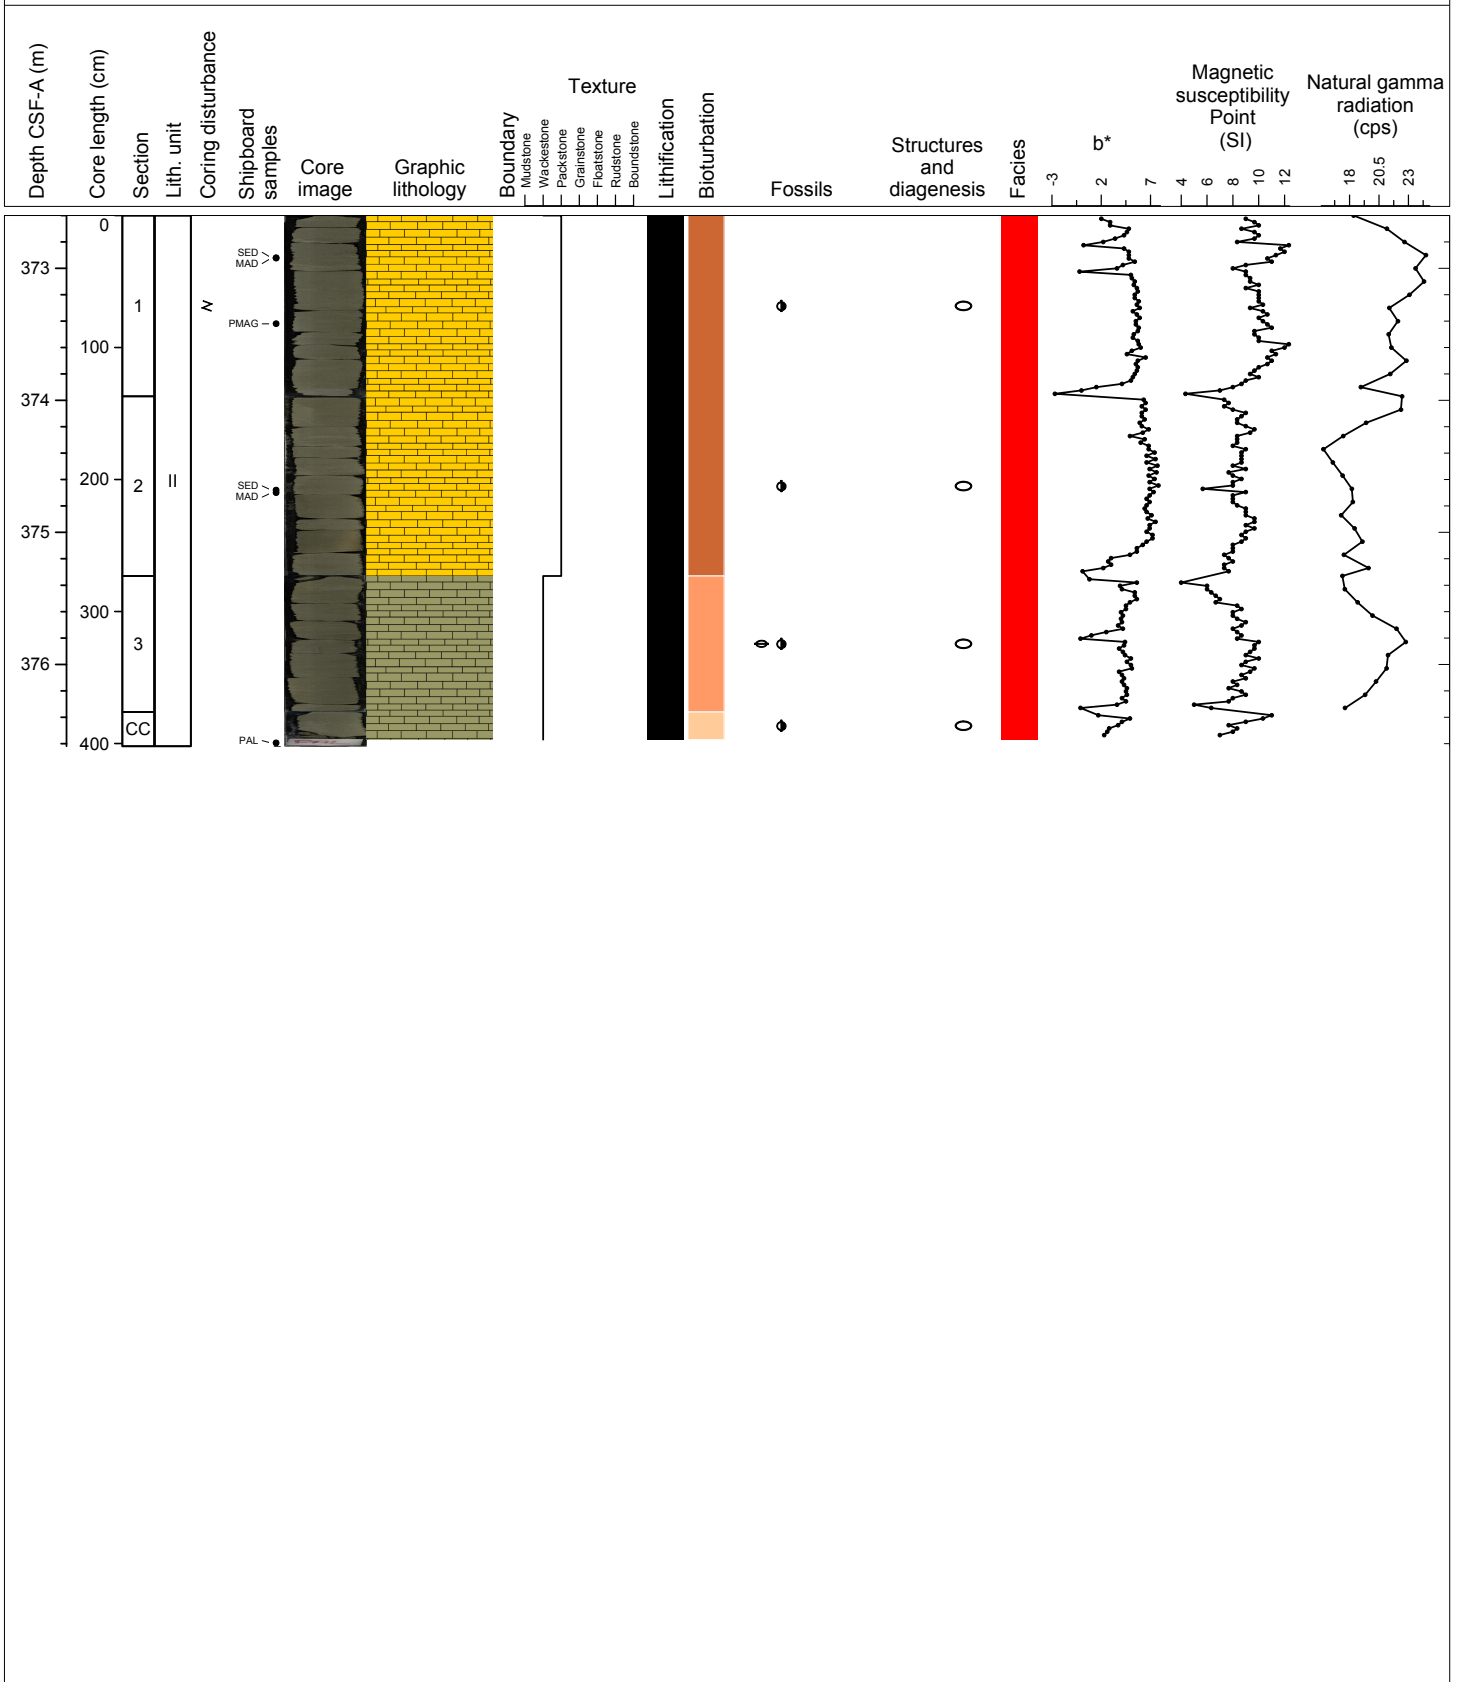 Depth CSF-A (m)
Core length (cm)
Section
Lith. unit
Coring disturbance
Shipboard
samples
Core
image
Graphic
lithology
Boundary
Texture
Mudstone
Wackestone
Packstone
Grainstone
Floatstone
Rudstone
Boundstone
Lithification
Bioturbation
Fossils
Structures
and
diagenesis
Facies
b*
-3
2
7
Magnetic
susceptibility
Point
(SI)
4
6
8
10
12
Natural gamma
radiation
(cps)
18
20.5
23
0
SED
MAD
373
1
PMAG
100
374
SED
MAD
200
2
II
375
300
3
376
CC
PAL
400